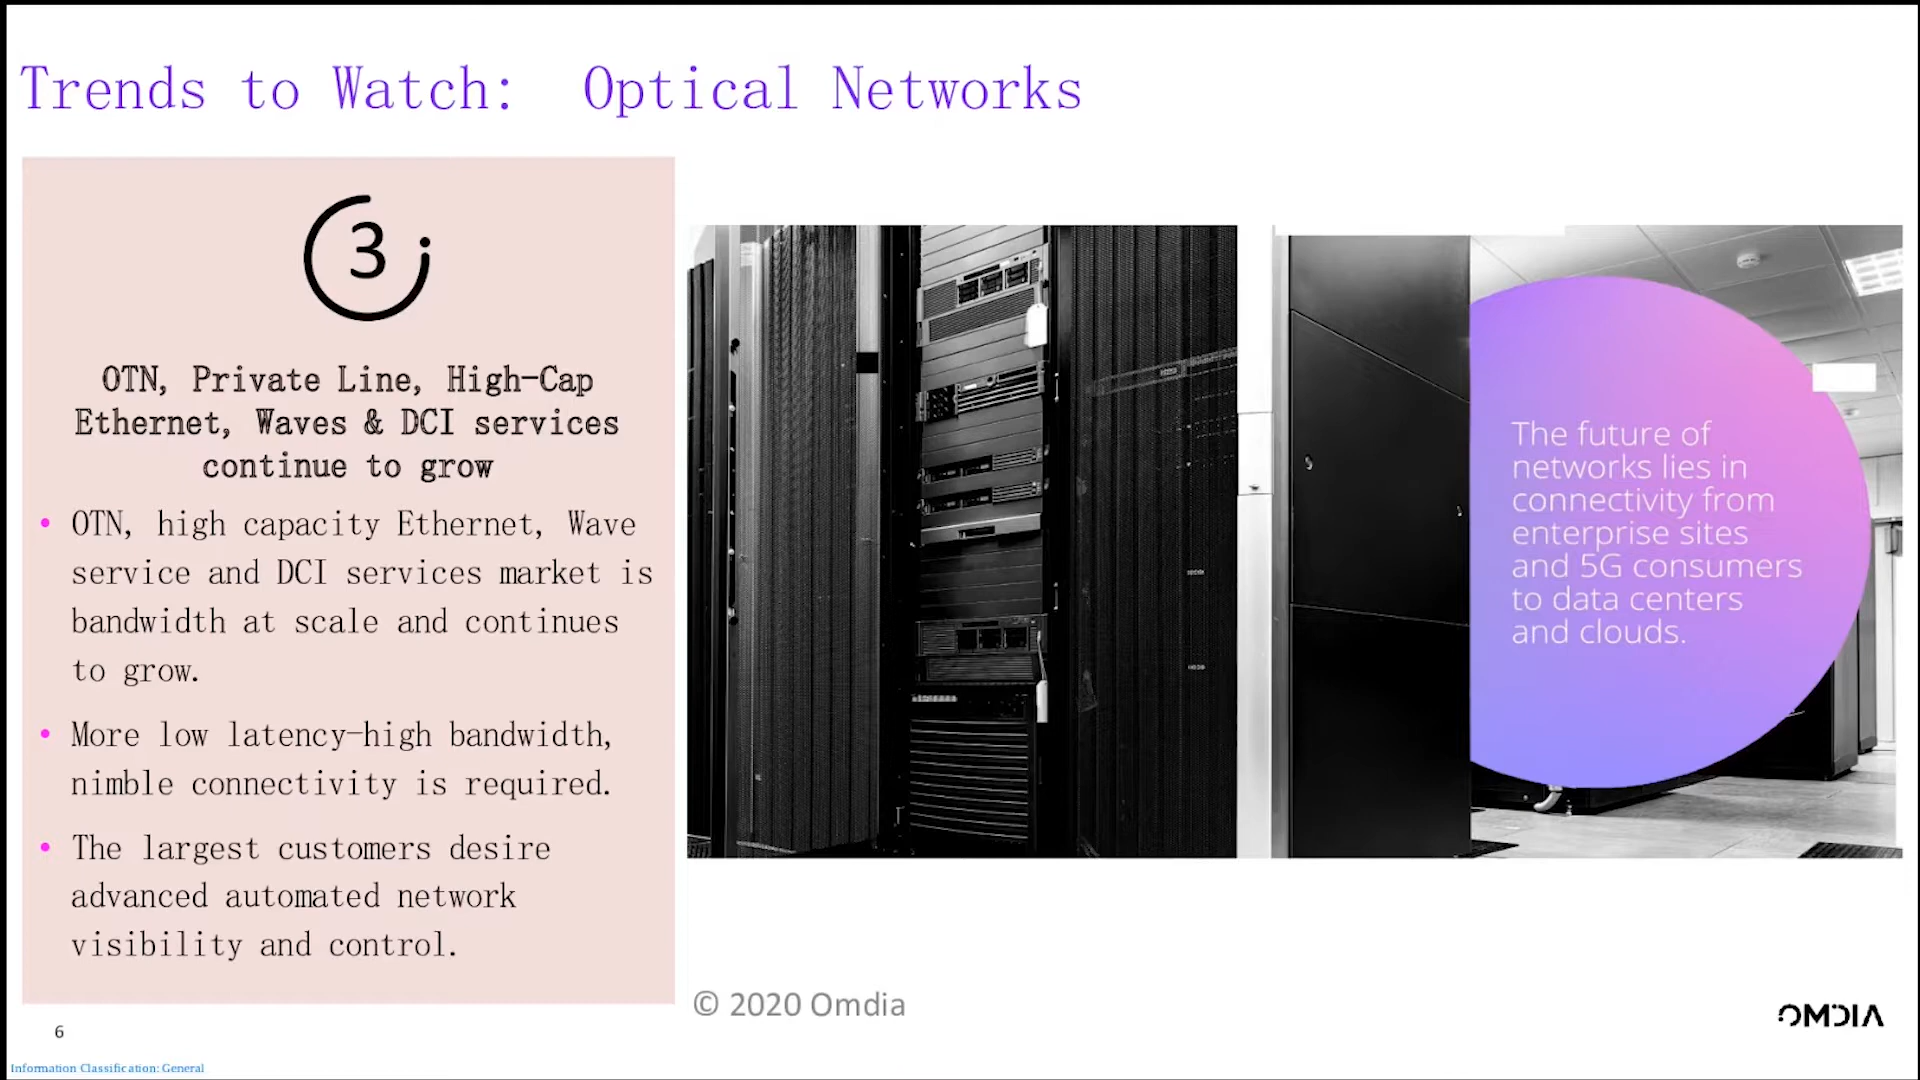 Trends to Watch: Optical Networks
3
OTN, Private Line, High-Cap
Ethernet, Waves & DCI services
continue to grow
• OTN, high capacity Ethernet, Wave
service and DCI services market is
bandwidth at scale and continues
to grow.
• More low latency-high bandwidth,
nimble connectivity is required.
• The largest customers desire
advanced automated network
visibility and control.
The future of
networks lies in
connectivity from
enterprise sites
and 5G consumers
to data centers
and clouds.
© 2020 Omdia
OMDIA
6
Information Classification: General